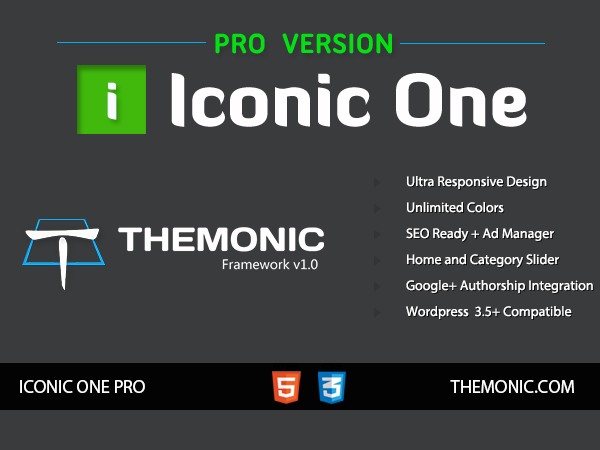 PRO VERSION
i Iconic One
Ultra Responsive Design
Unlimited Colors
SEO Ready + Ad Manager
Home and Category Slider
Google+ Authorship Integration
Wordpress 3.5+ Compatible
THEMONIC
Framework v1.0
ICONIC ONE PRO
5
3
THEMONIC.COM